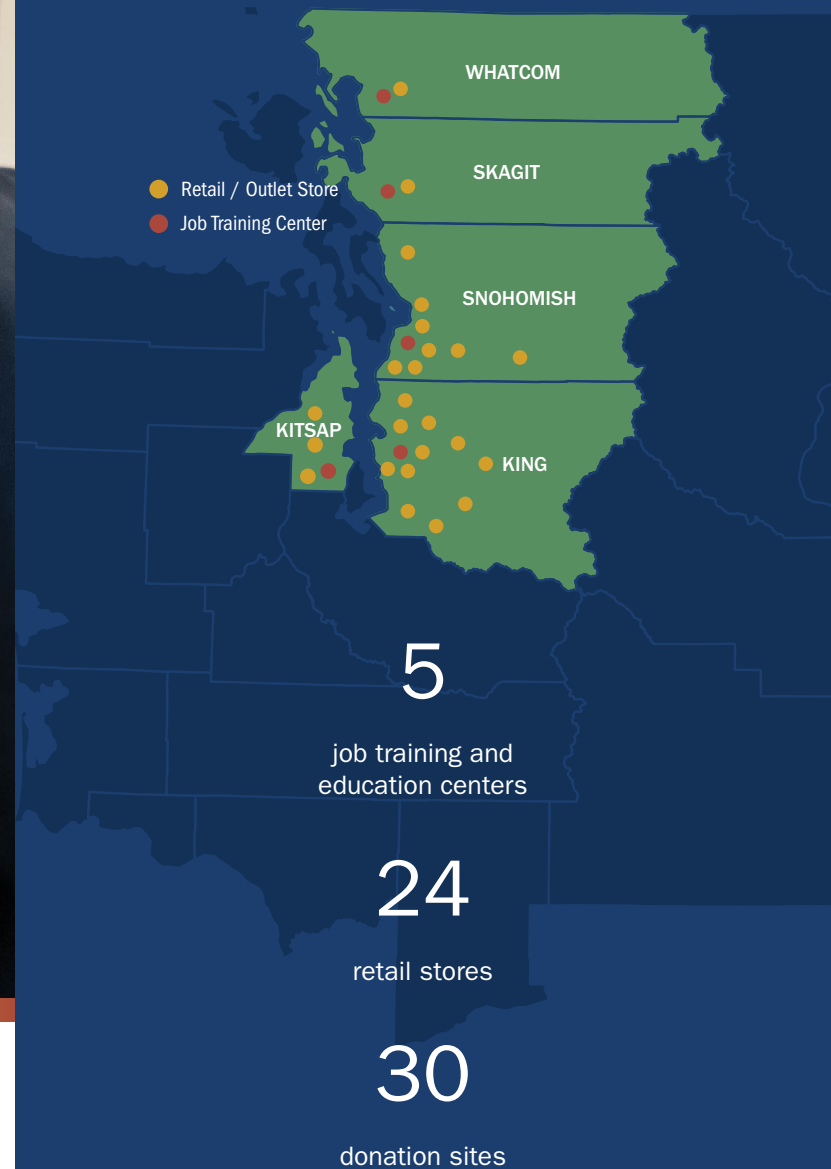 WHATCOM
SKAGIT
Retail / Outlet Store
Job Training Center
SNOHOMISH
KITSAP
KING
5
job training and
education centers
24
retail stores
30
donation sites